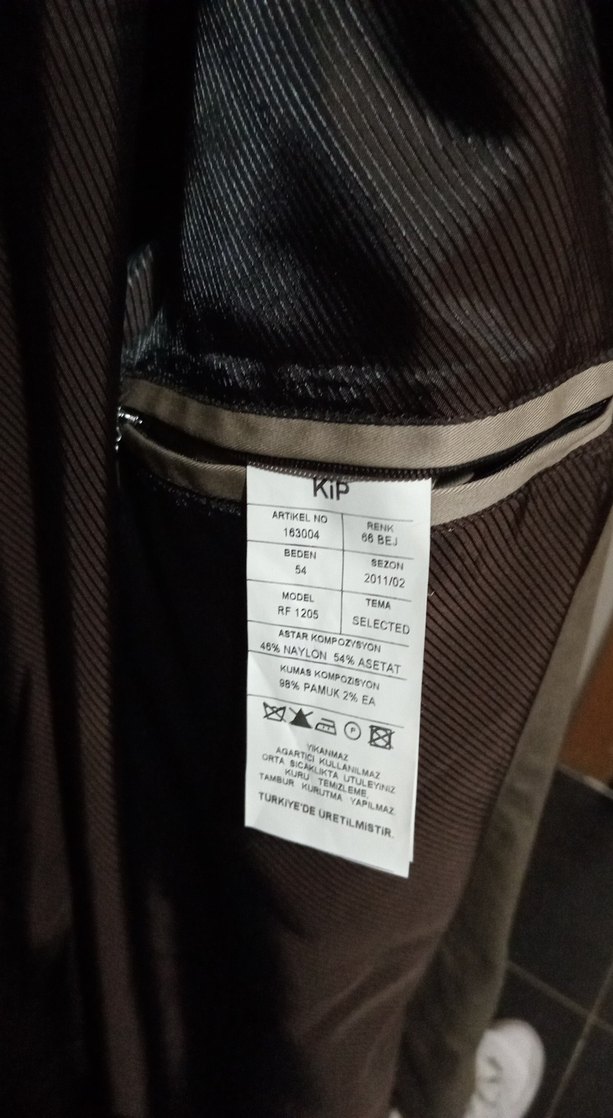 KiP
ARTIKEL NO RENK
163004 66 BEJ
BEDEN SEZON
54 2011/02
MODEL TEMA
RF 1205 SELECTED
ASTAR KOMPOZYSYON
46% NAYLON 54% ASETAT
KUMAS KOMPOZISYON
98% PAMUK 2% EA
P
YIKANMAZ
AGARTICI KULLANILMAZ
ORTA SICAKLIKTA UTULEYINIZ
KURU TEMIZLEME,
TAMBUR KURUTMA YAPILMAZ
TURKIYE'DE URETILMISTIR.